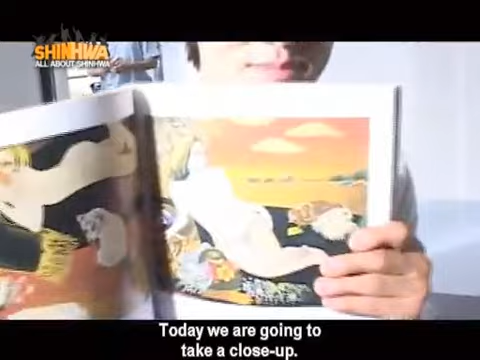 SHINHWA
ALL ABOUT SHINHWA
Today we are going to
take a close-up.